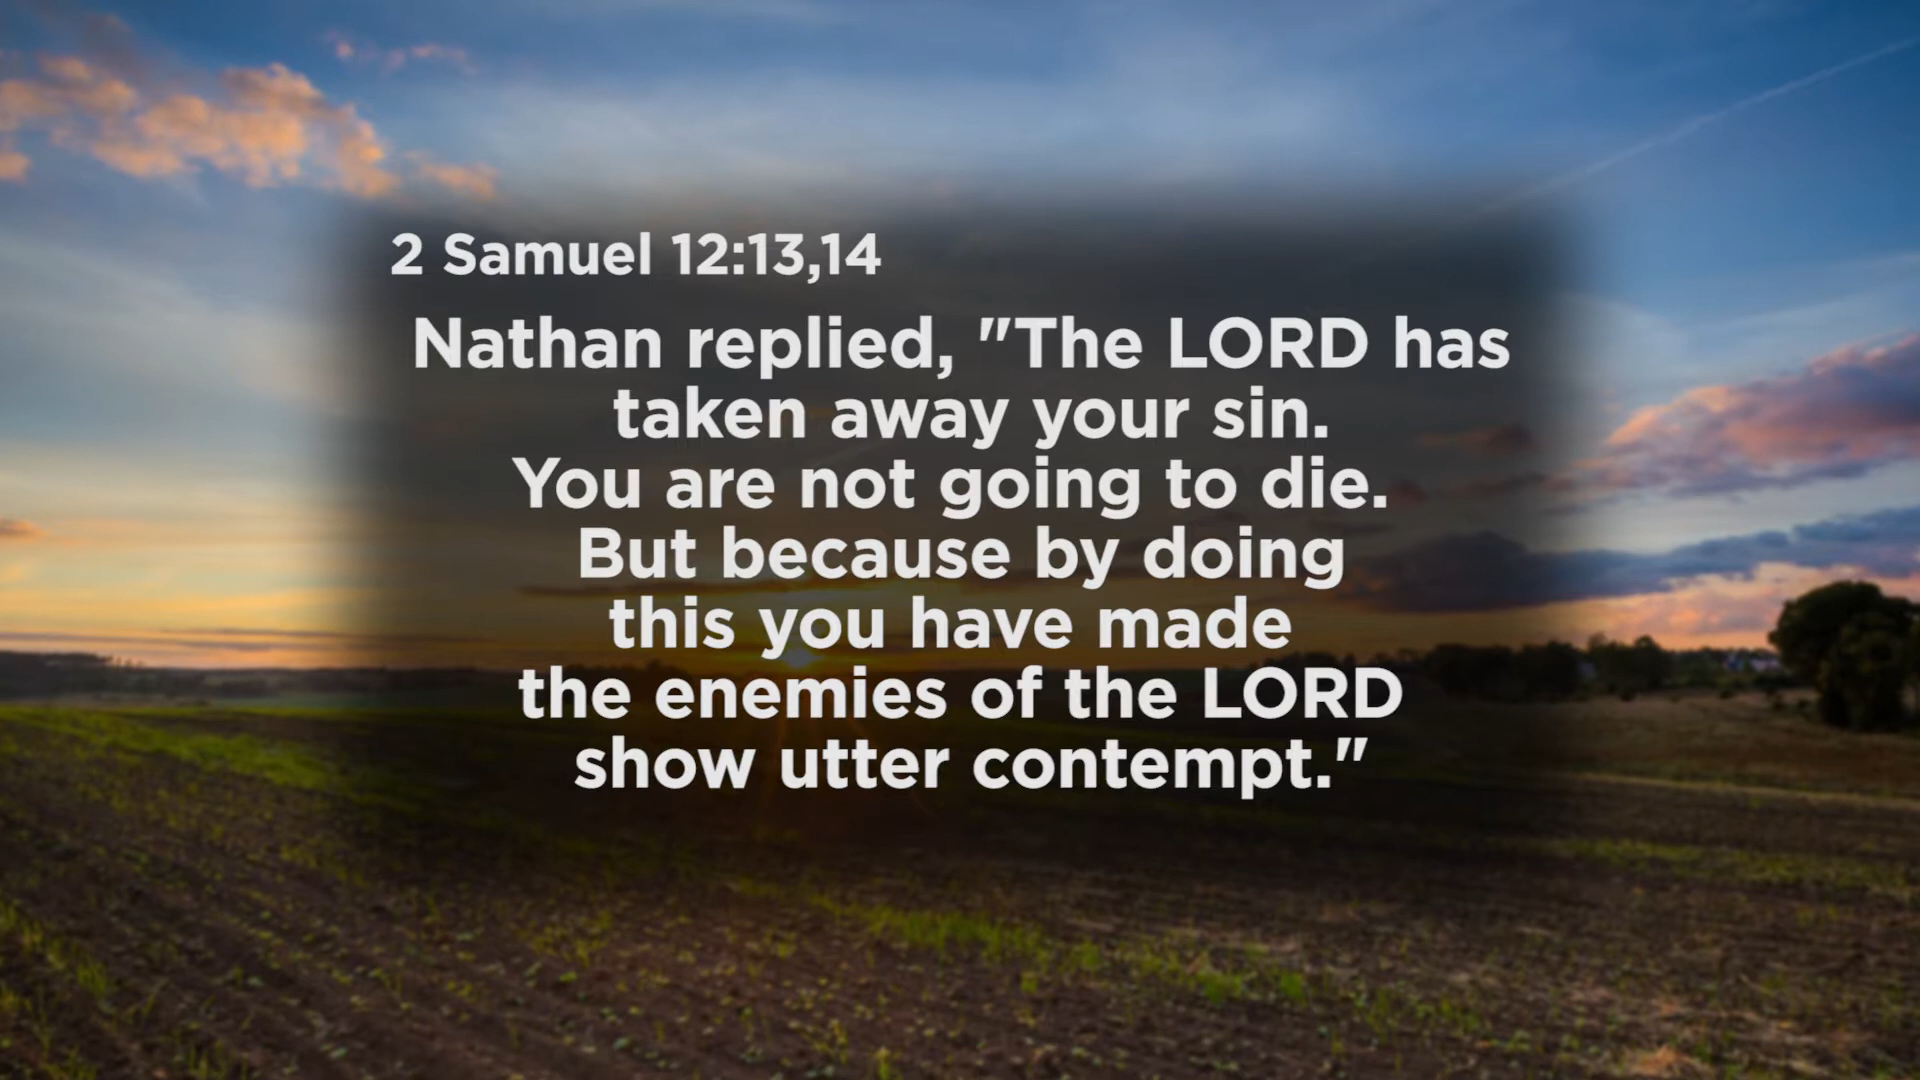 2 Samuel 12:13,14
Nathan replied, "The LORD has
taken away your sin.
You are not going to die.
But because by doing
this you have made
the enemies of the LORD
show utter contempt."